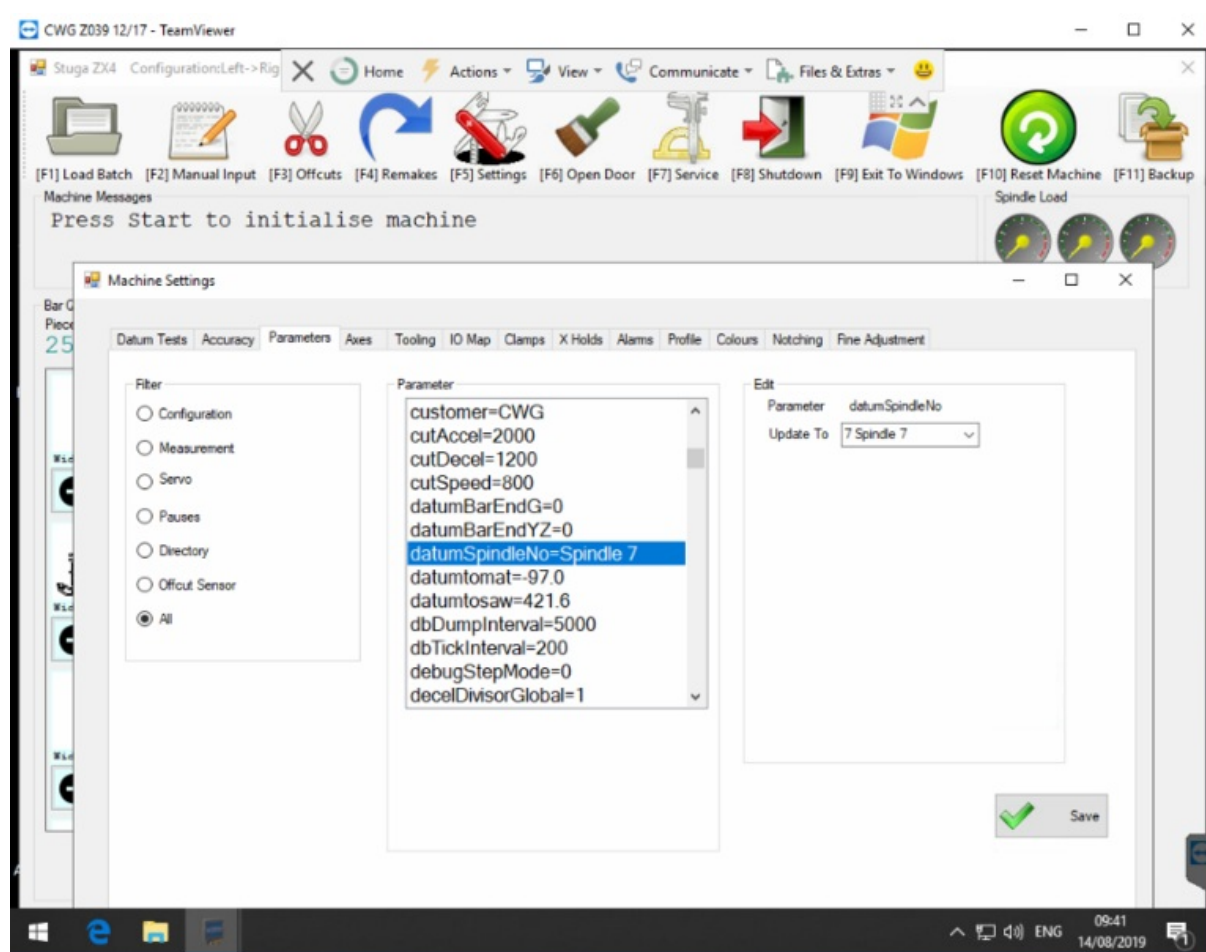 CWG Z039 12/17 - TeamViewer
Stuga ZX4 Configuration:Left->Rig
Home Actions View Communicate Files & Extras
[F1] Load Batch [F2] Manual Input [F3] Offcuts [F4] Remakes [F5] Settings [F6] Open Door [F7] Service [F8] Shutdown [F9] Exit To Windows [F10] Reset Machine [F11] Backup
Machine Messages
Spindle Load
Press Start to initialise machine
Machine Settings
Bar
Piece
25
Datum Tests Accuracy Parameters Axes Tooling IO Map Clamps X Holds Alarms Profile Colours Notching Fine Adjustment
Filter
Configuration
Measurement
Servo
Pauses
Directory
Offcut Sensor
All
Parameter
customer=CWG
cutAccel=2000
cutDecel=1200
cutSpeed=800
datumBarEndG=0
datumBarEndYZ=0
datumSpindleNo=Spindle 7
datumtomat=-97.0
datumtosaw=421.6
dbDumpInterval=5000
dbTickInterval=200
debugStepMode=0
decelDivisorGlobal=1
Edit
Parameter datumSpindleNo
Update To 7 Spindle 7
Save
ENG
09:41
14/08/2019